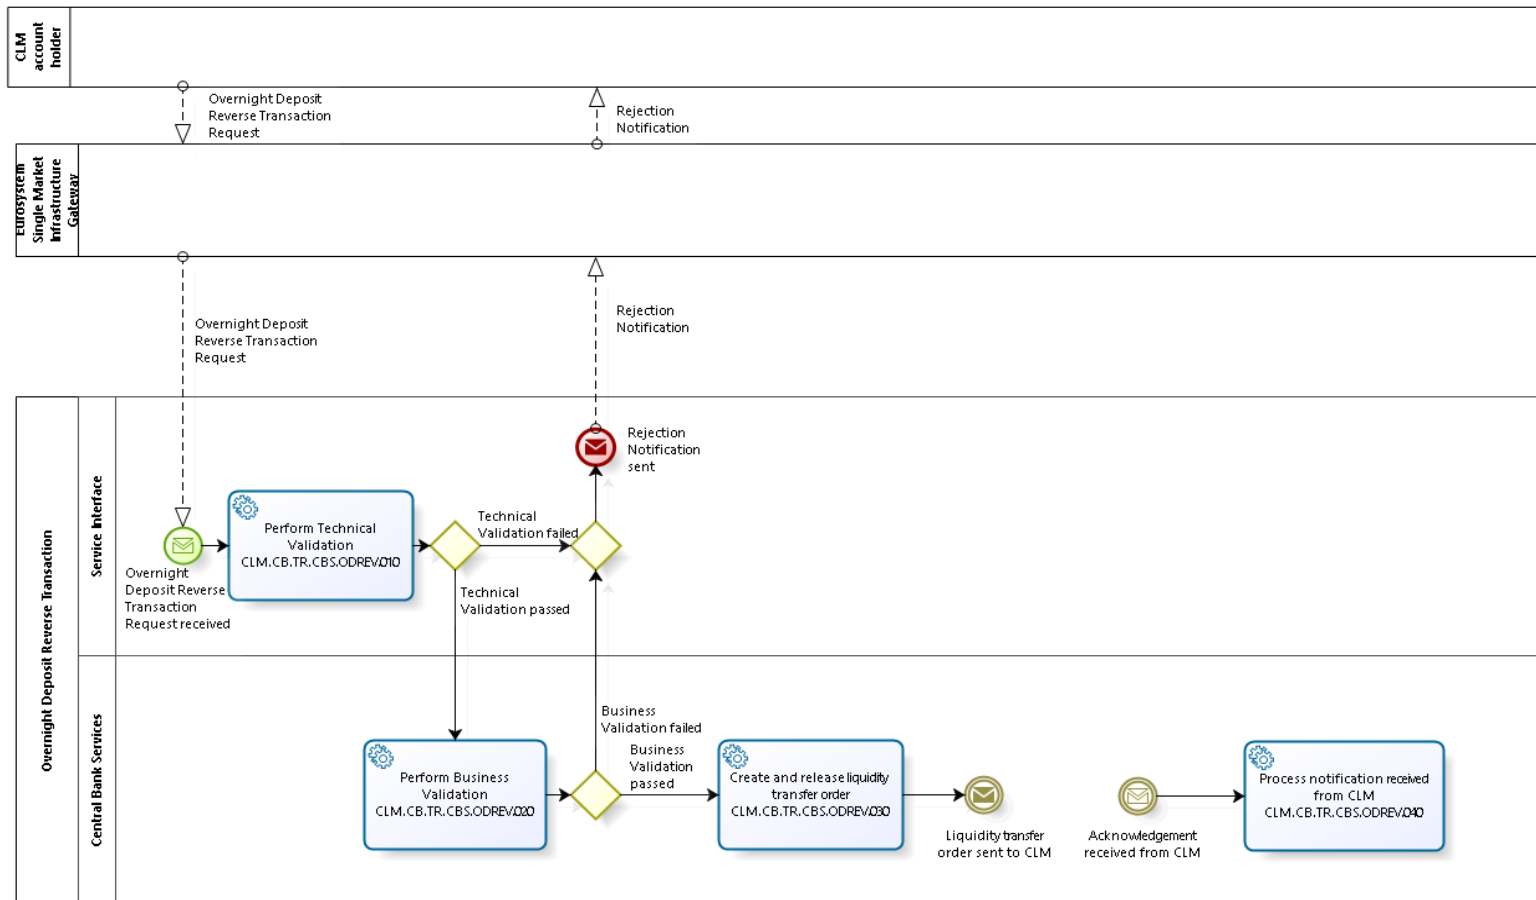 CLM
account
holder
Overnight Deposit
Reverse Transaction
Request
Rejection
Notification
Eurosystem
Single Market
Infrastructure
Gateway
Overnight Deposit
Reverse Transaction
Request
Rejection
Notification
Overnight Deposit Reverse Transaction
Service Interface
Rejection
Notification
sent
Overnight
Deposit Reverse
Transaction
Request received
Perform Technical
Validation
CLM.CB.TR.CBS.ODREV.010
Technical
Validation failed
Technical
Validation passed
Central Bank Services
Perform Business
Validation
CLM.CB.TR.CBS.ODREV.020
Business
Validation failed
Business
Validation
passed
Create and release liquidity
transfer order
CLM.CB.TR.CBS.ODREV.030
Liquidity transfer
order sent to CLM
Acknowledgement
received from CLM
Process notification received
from CLM
CLM.CB.TR.CBS.ODREV.040